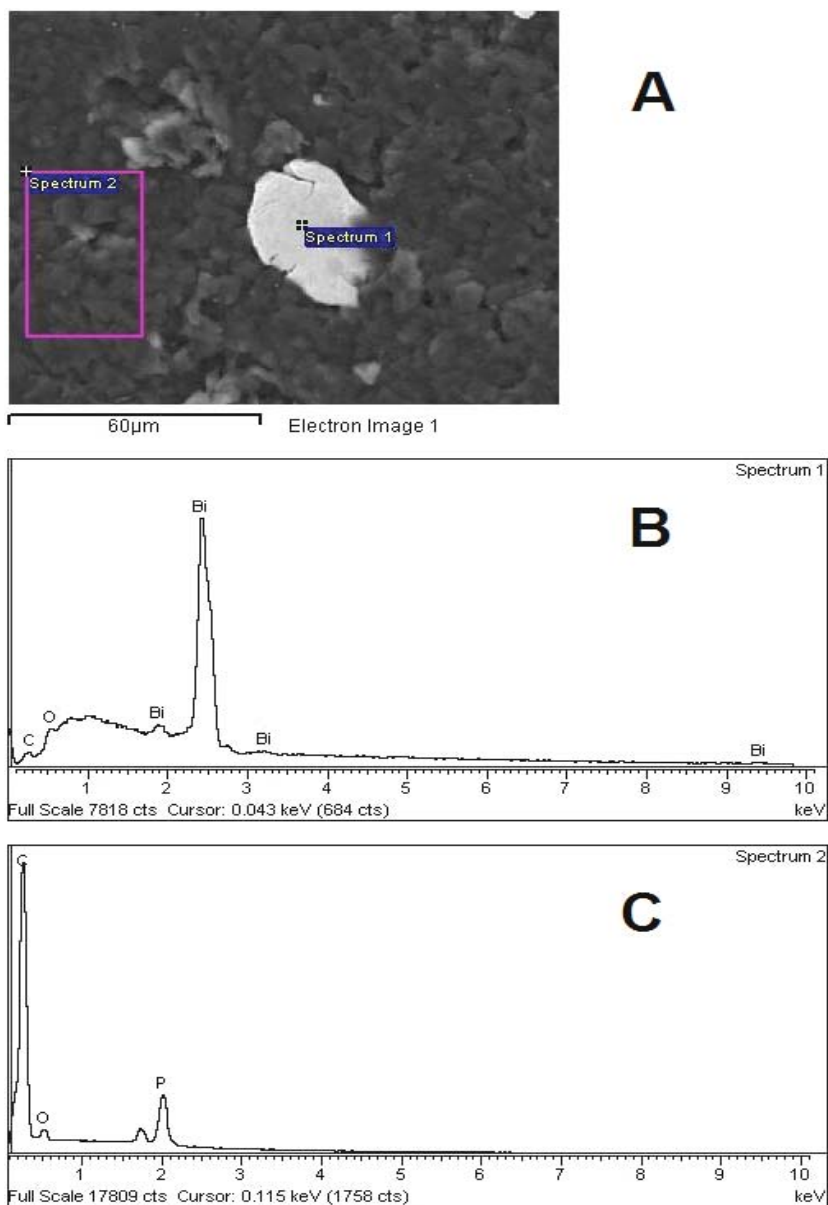 A
Spectrum 2
Spectrum 1
60µm Electron Image 1
Spectrum 1
B
Bi
Bi
O
C
Bi
Bi
1 2 3 4 5 6 7 8 9 10
Full Scale 7818 cts Cursor: 0.043 keV (684 cts) keV
Spectrum 2
C
C
P
O
1 2 3 4 5 6 7 8 9 10
Full Scale 17809 cts Cursor: 0.115 keV (1758 cts) keV